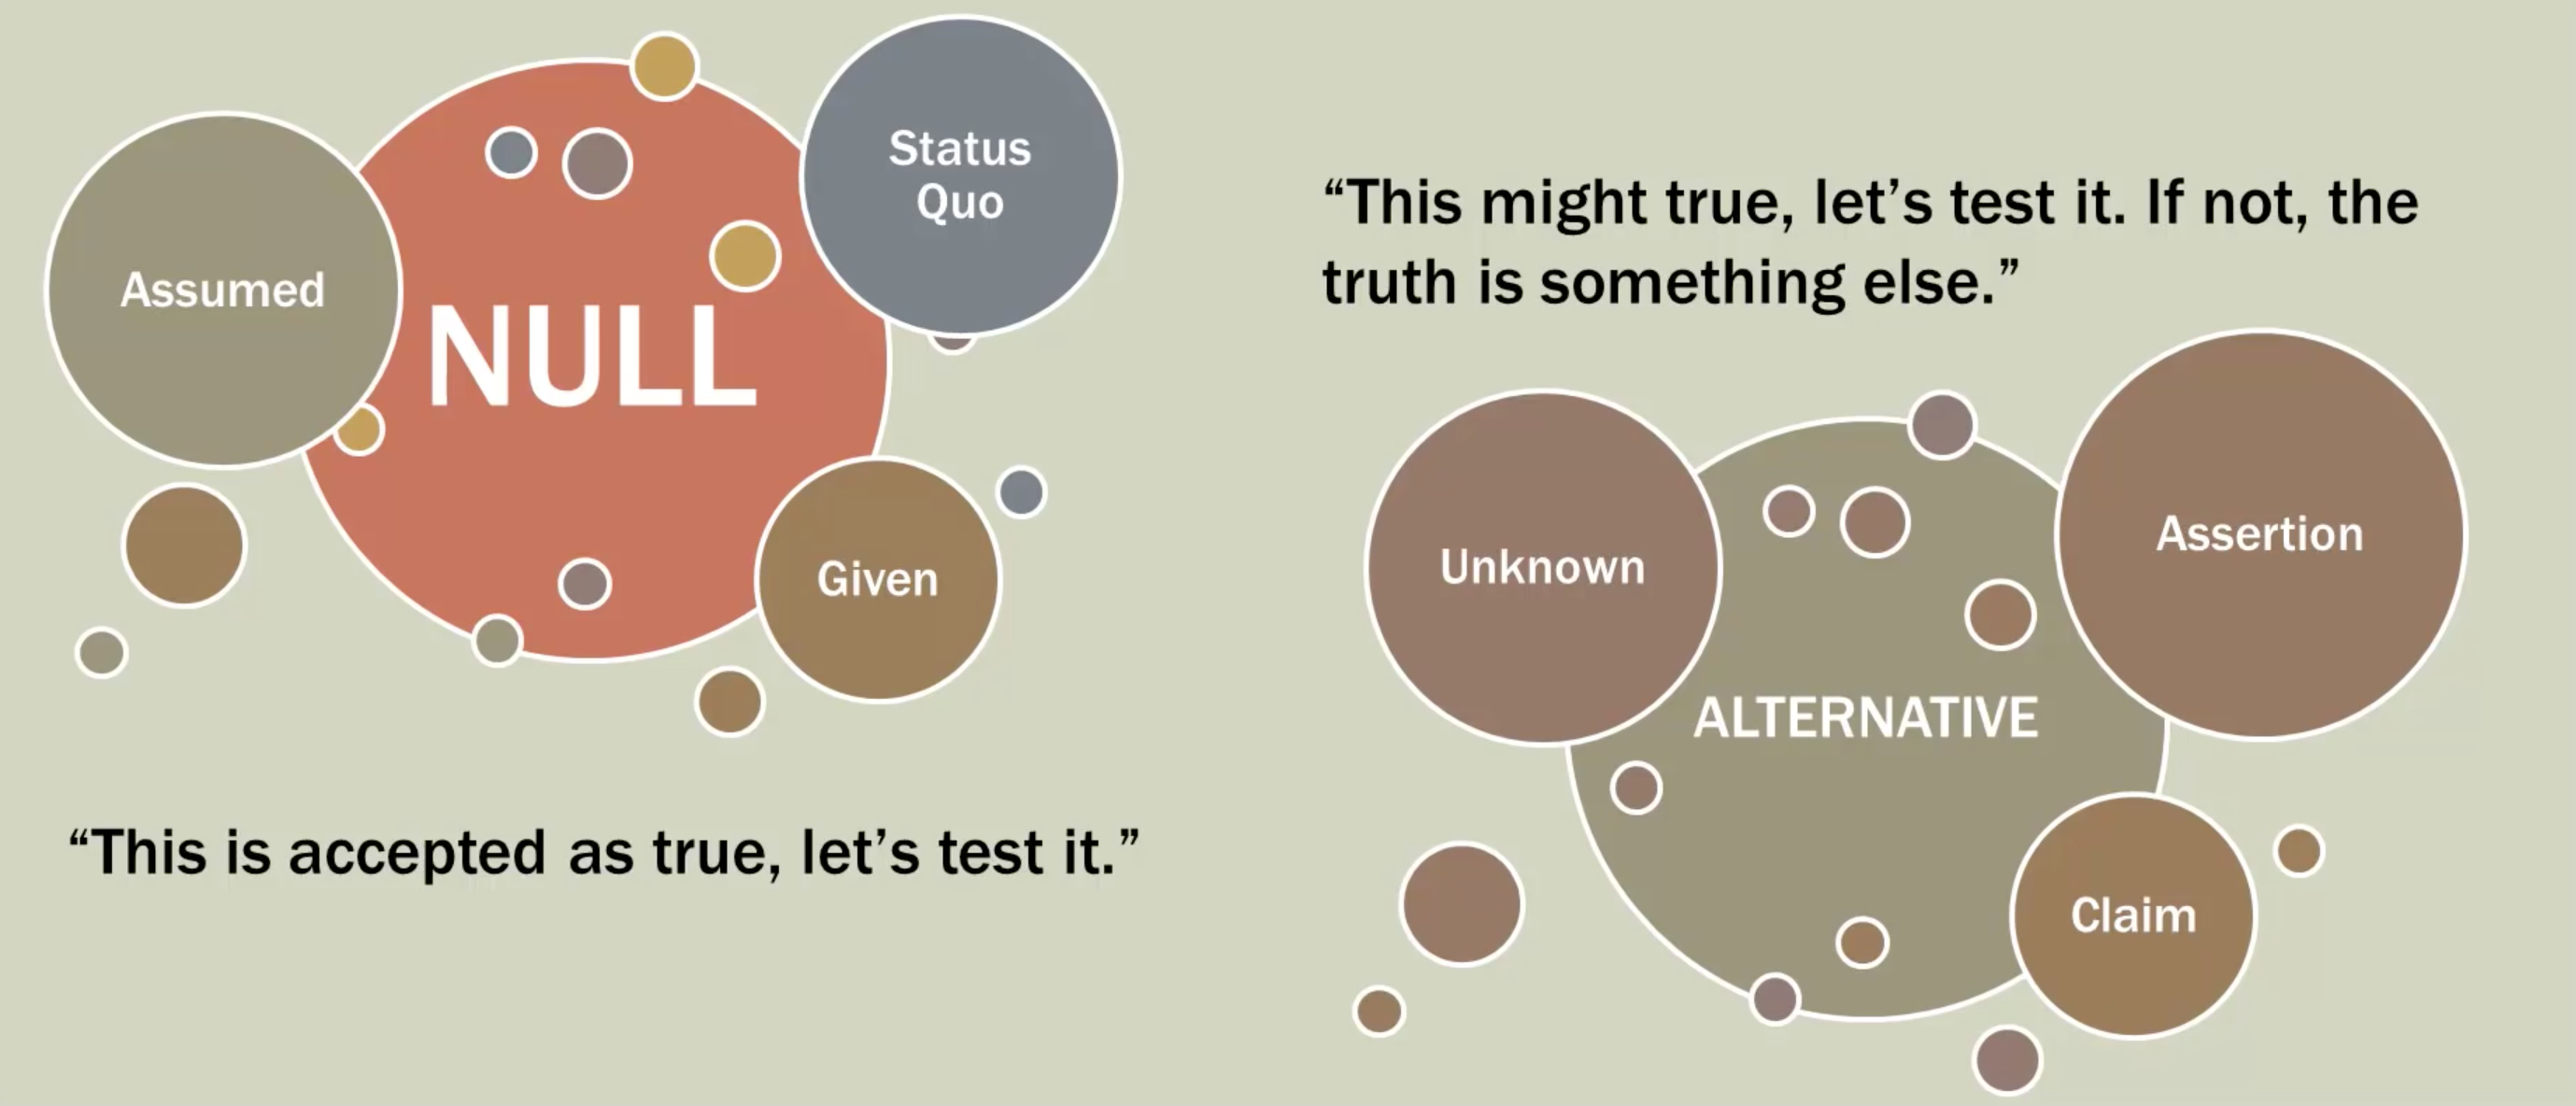 Assumed
NULL
Status
Quo
Given
“This is accepted as true, let’s test it.”
“This might true, let’s test it. If not, the
truth is something else.”
Unknown
ALTERNATIVE
Assertion
Claim